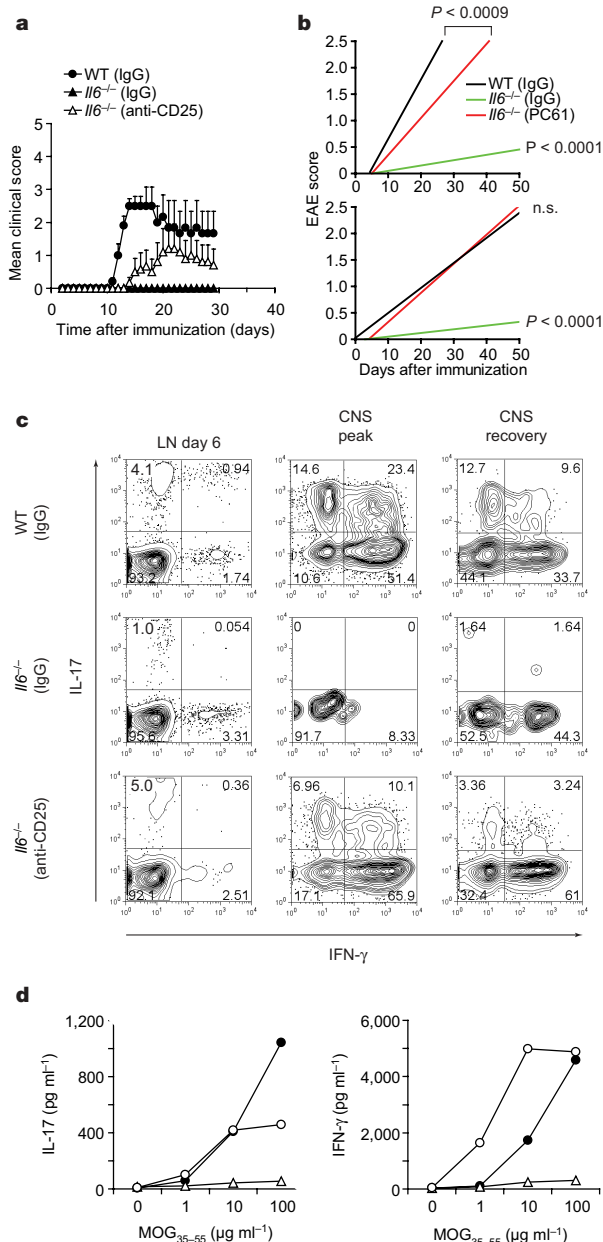 a
WT (IgG)
Il6–/– (IgG)
Il6–/– (anti-CD25)
5
4
3
2
1
0
Mean clinical score
0 10 20 30 40
Time after immunization (days)
b
P < 0.0009
2.5
2.0
1.5
1.0
0.5
0
WT (IgG)
Il6–/– (IgG)
Il6–/– (PC61)
P < 0.0001
0 10 20 30 40 50
EAE score
2.5
2.0
1.5
1.0
0.5
0
n.s.
P < 0.0001
0 10 20 30 40 50
Days after immunization
c
LN day 6
CNS peak
CNS recovery
WT (IgG)
4.1 0.94
93.2 1.74
14.6 23.4
10.6 51.4
12.7 9.6
44.1 33.7
Il6–/– (IgG)
1.0 0.054
95.6 3.31
0 0
91.7 8.33
1.64 1.64
52.5 44.3
Il6–/– (anti-CD25)
5.0 0.36
92.1 2.51
6.96 10.1
17.1 65.9
3.36 3.24
32.4 61
10⁰ 10¹ 10² 10³ 10⁴
IL-17
IFN-γ
d
1,200
800
400
0
IL-17 (pg ml–1)
0 1 10 100
MOG35–55 (µg ml–1)
6,000
4,000
2,000
0
IFN-γ (pg ml–1)
0 1 10 100
MOG35–55 (µg ml–1)